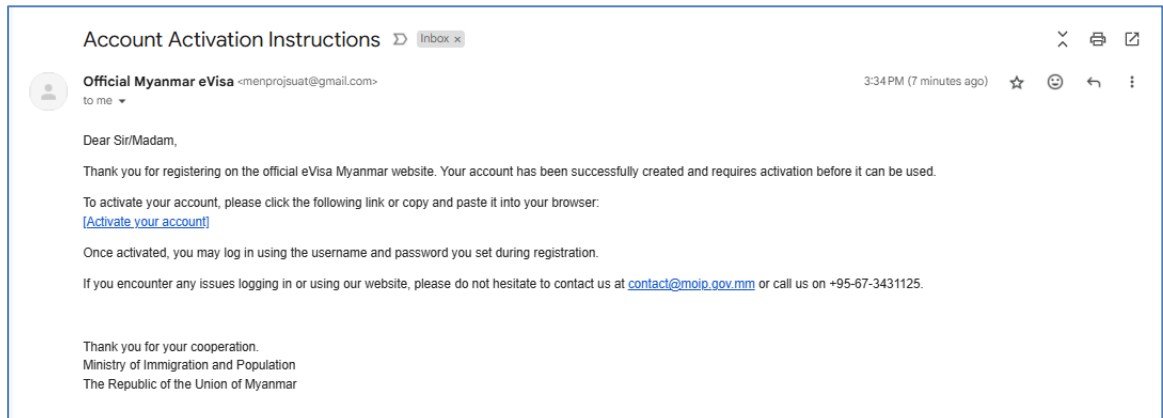 Account Activation Instructions Inbox ×
Official Myanmar eVisa <menprojsuat@gmail.com> 3:34 PM (7 minutes ago)
to me
Dear Sir/Madam,
Thank you for registering on the official eVisa Myanmar website. Your account has been successfully created and requires activation before it can be used.
To activate your account, please click the following link or copy and paste it into your browser:
[Activate your account]
Once activated, you may log in using the username and password you set during registration.
If you encounter any issues logging in or using our website, please do not hesitate to contact us at contact@moip.gov.mm or call us on +95-67-3431125.
Thank you for your cooperation.
Ministry of Immigration and Population
The Republic of the Union of Myanmar